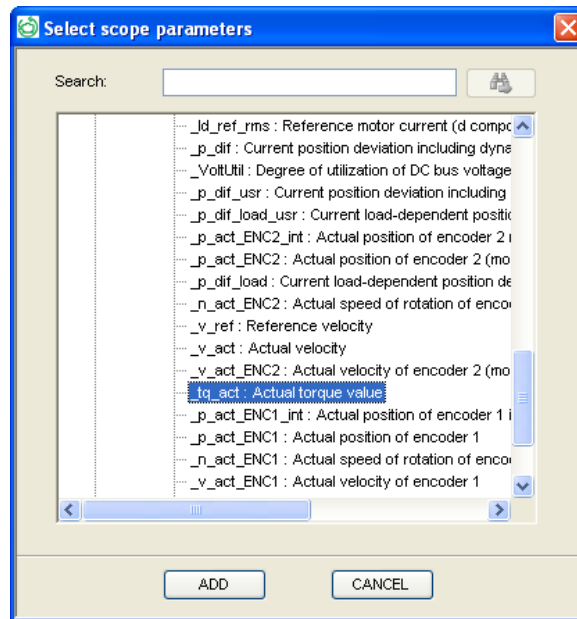 Select scope parameters
Search:
_Id_ref_rms : Reference motor current (d compo
_p_dif : Current position deviation including dyna
_VoltUtil : Degree of utilization of DC bus voltage
_p_dif_usr : Current position deviation including
_p_dif_load_usr : Current load-dependent positic
_p_act_ENC2_int : Actual position of encoder 2 i
_p_act_ENC2 : Actual position of encoder 2 (mo
_p_dif_load : Current load-dependent position de
_n_act_ENC2 : Actual speed of rotation of enco
_v_ref : Reference velocity
_v_act : Actual velocity
_v_act_ENC2 : Actual velocity of encoder 2 (mo
_tq_act : Actual torque value
_p_act_ENC1_int : Actual position of encoder 1 i
_p_act_ENC1 : Actual position of encoder 1
_n_act_ENC1 : Actual speed of rotation of enco
_v_act_ENC1 : Actual velocity of encoder 1
ADD CANCEL